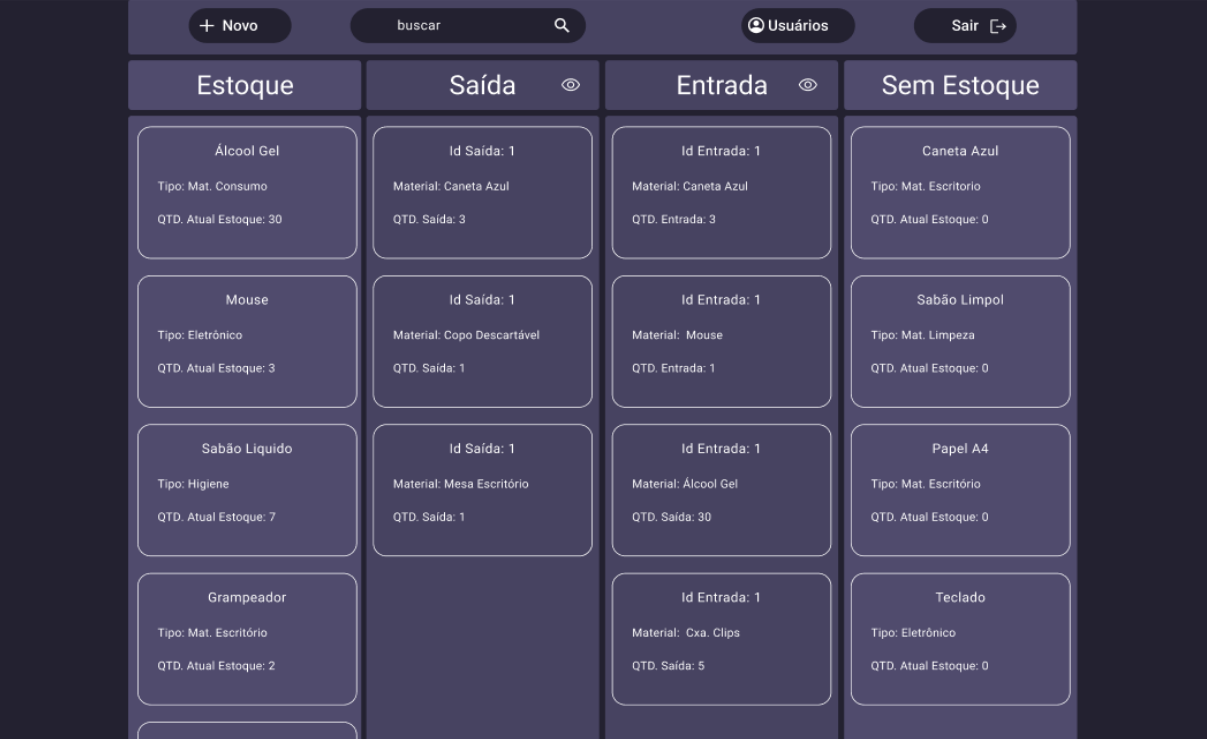 + Novo
buscar
Usuários
Sair
Estoque
Álcool Gel
Tipo: Mat. Consumo
QTD. Atual Estoque: 30
Mouse
Tipo: Eletrônico
QTD. Atual Estoque: 3
Sabão Liquido
Tipo: Higiene
QTD. Atual Estoque: 7
Grampeador
Tipo: Mat. Escritório
QTD. Atual Estoque: 2
Saída
Id Saída: 1
Material: Caneta Azul
QTD. Saída: 3
Id Saída: 1
Material: Copo Descartável
QTD. Saída: 1
Id Saída: 1
Material: Mesa Escritório
QTD. Saída: 1
Entrada
Id Entrada: 1
Material: Caneta Azul
QTD. Entrada: 3
Id Entrada: 1
Material: Mouse
QTD. Entrada: 1
Id Entrada: 1
Material: Álcool Gel
QTD. Saída: 30
Id Entrada: 1
Material: Cxa. Clips
QTD. Saída: 5
Sem Estoque
Caneta Azul
Tipo: Mat. Escritorio
QTD. Atual Estoque: 0
Sabão Limpol
Tipo: Mat. Limpeza
QTD. Atual Estoque: 0
Papel A4
Tipo: Mat. Escritório
QTD. Atual Estoque: 0
Teclado
Tipo: Eletrônico
QTD. Atual Estoque: 0